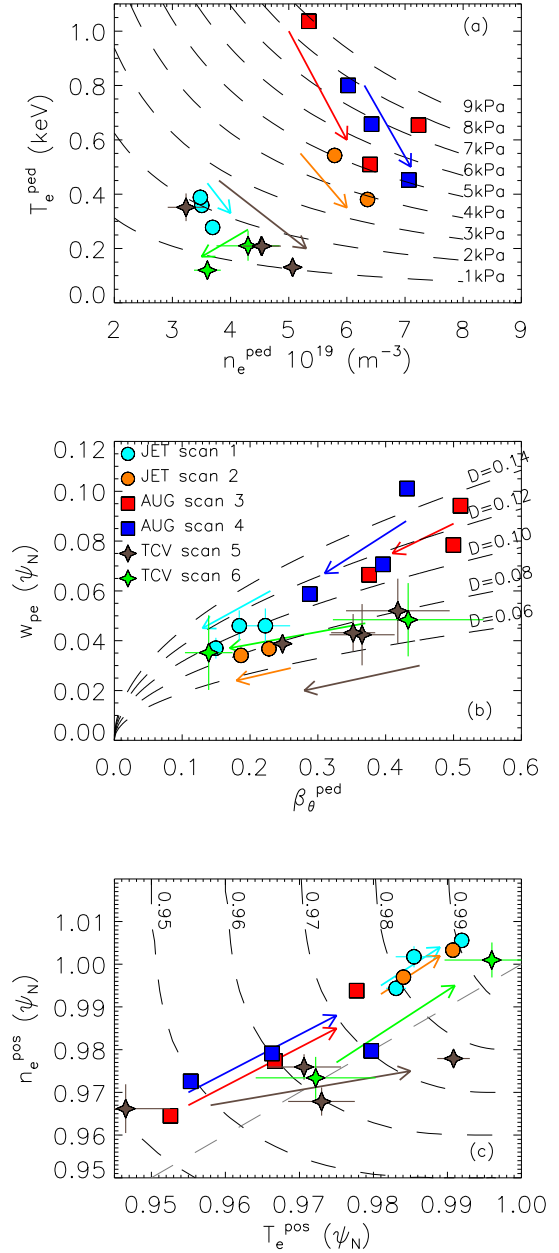 (a)
1.0
0.8
0.6
0.4
0.2
0.0
T_e^ped (keV)
9kPa
8kPa
7kPa
6kPa
5kPa
4kPa
3kPa
2kPa
1kPa
2 3 4 5 6 7 8 9
n_e^ped 10^19 (m^-3)
0.12
0.10
0.08
0.06
0.04
0.02
0.00
w_pe (ψ_N)
JET scan 1
JET scan 2
AUG scan 3
AUG scan 4
TCV scan 5
TCV scan 6
D=0.14
D=0.12
D=0.10
D=0.08
D=0.06
(b)
0.0 0.1 0.2 0.3 0.4 0.5 0.6
β_θ^ped
0.95 0.96 0.97 0.98 0.99
1.01
1.00
0.99
0.98
0.97
0.96
0.95
n_e^pos (ψ_N)
(c)
0.95 0.96 0.97 0.98 0.99 1.00
T_e^pos (ψ_N)